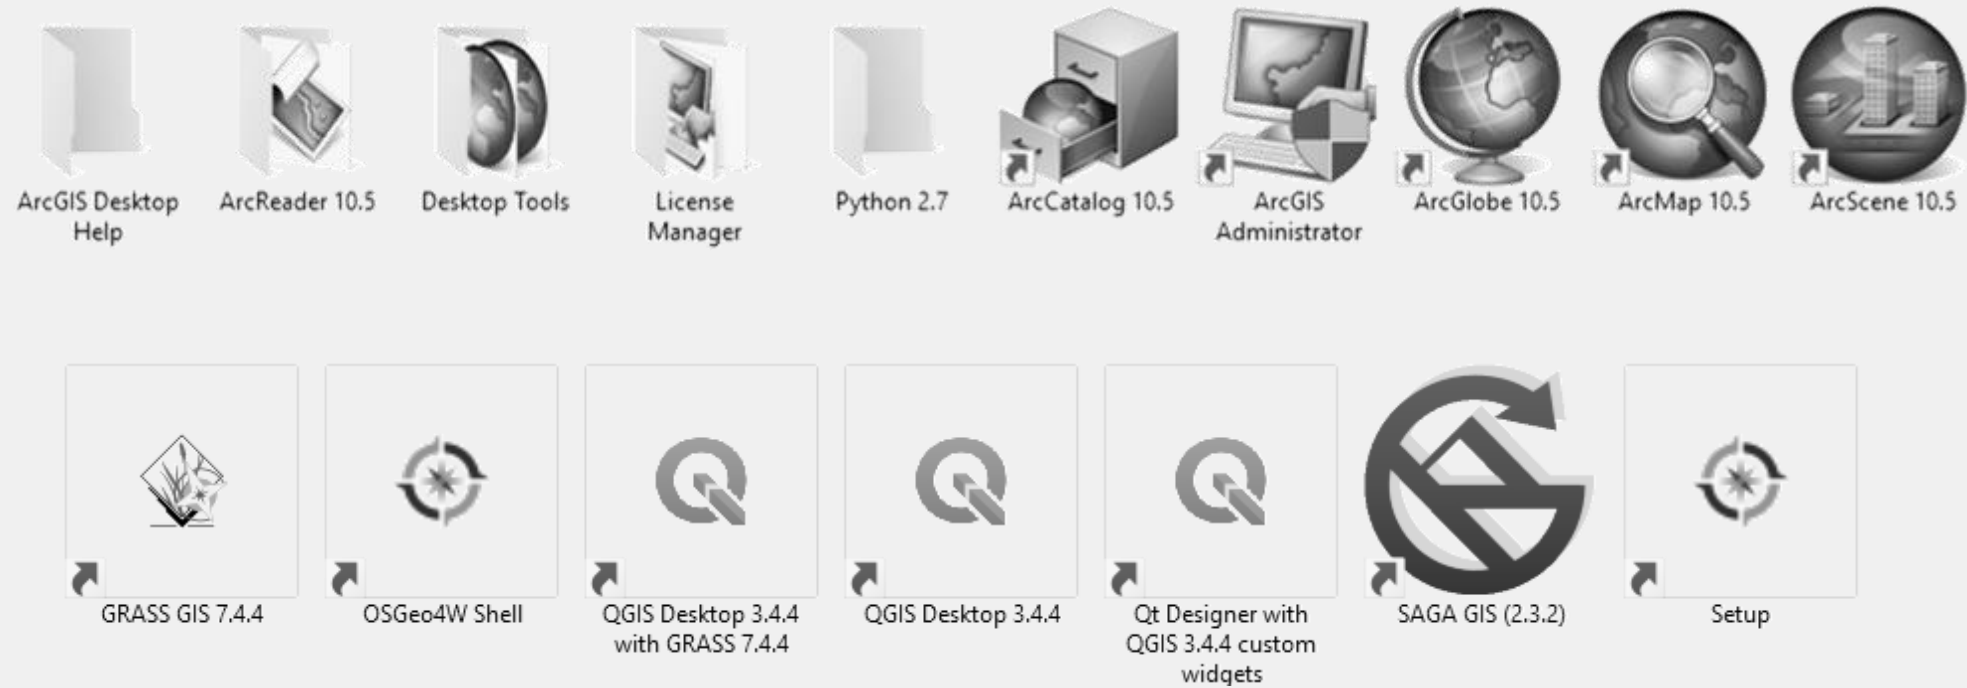 ArcGIS Desktop
Help
ArcReader 10.5
Desktop Tools
License
Manager
Python 2.7
ArcCatalog 10.5
ArcGIS
Administrator
ArcGlobe 10.5
ArcMap 10.5
ArcScene 10.5
GRASS GIS 7.4.4
OSGeo4W Shell
QGIS Desktop 3.4.4
with GRASS 7.4.4
QGIS Desktop 3.4.4
Qt Designer with
QGIS 3.4.4 custom
widgets
SAGA GIS (2.3.2)
Setup